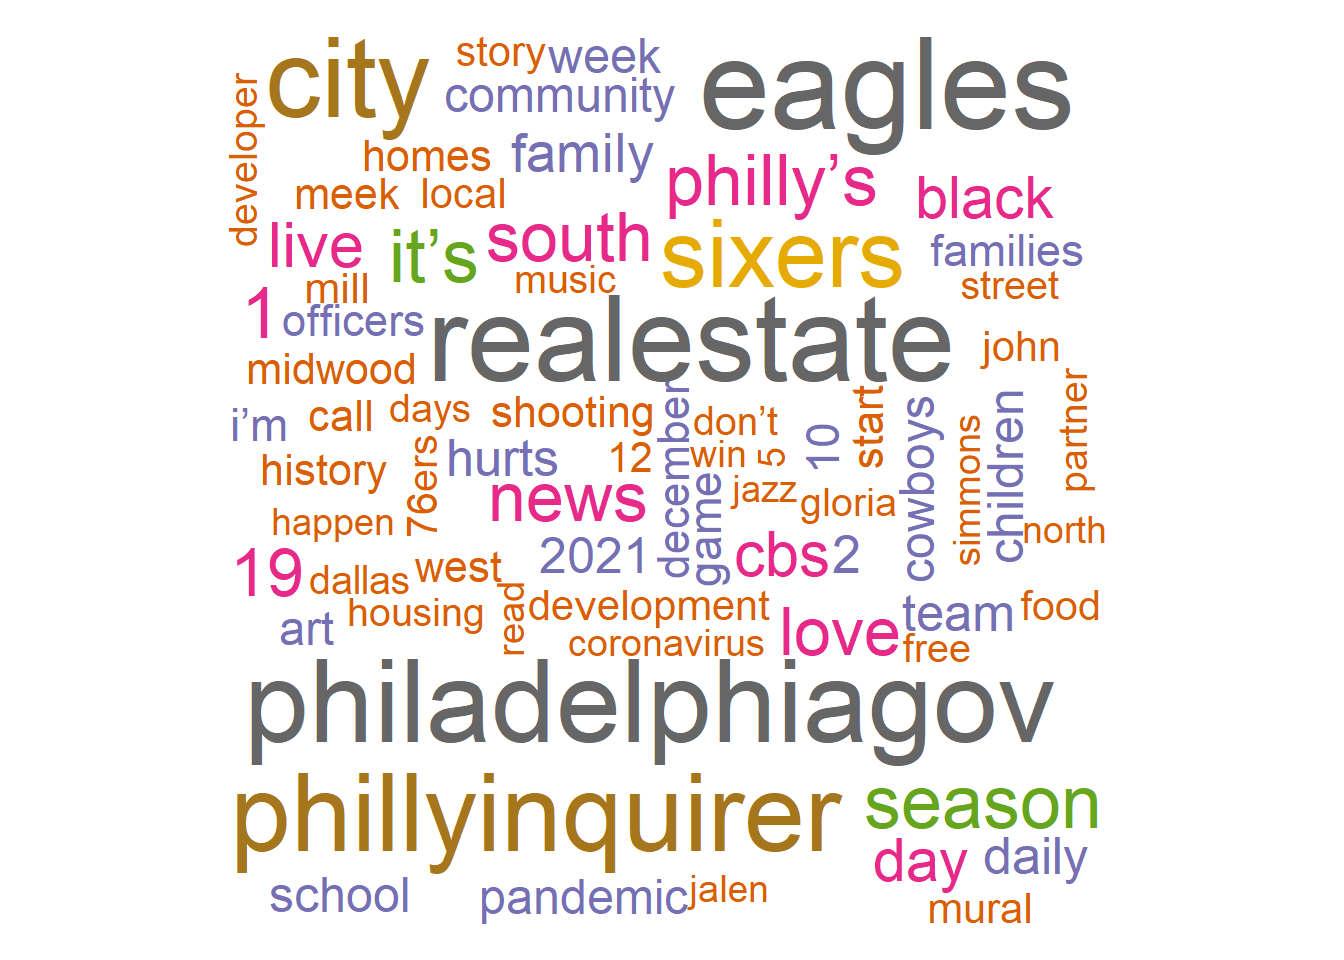 city
story
week
eagles
developer
community
homes
family
philly’s
black
meek
local
live
it’s
south
sixers
families
mill
music
street
1
officers
realestate
john
midwood
i’m
call
days
shooting
december
don’t
start
cowboys
children
partner
history
76ers
hurts
12
win
5
10
simmons
news
game
jazz
gloria
north
happen
19
dallas
west
2021
cbs
2
art
housing
read
development
coronavirus
love
team
free
food
philadelphiagov
phillyinquirer
season
day
daily
school
pandemic
jalen
mural